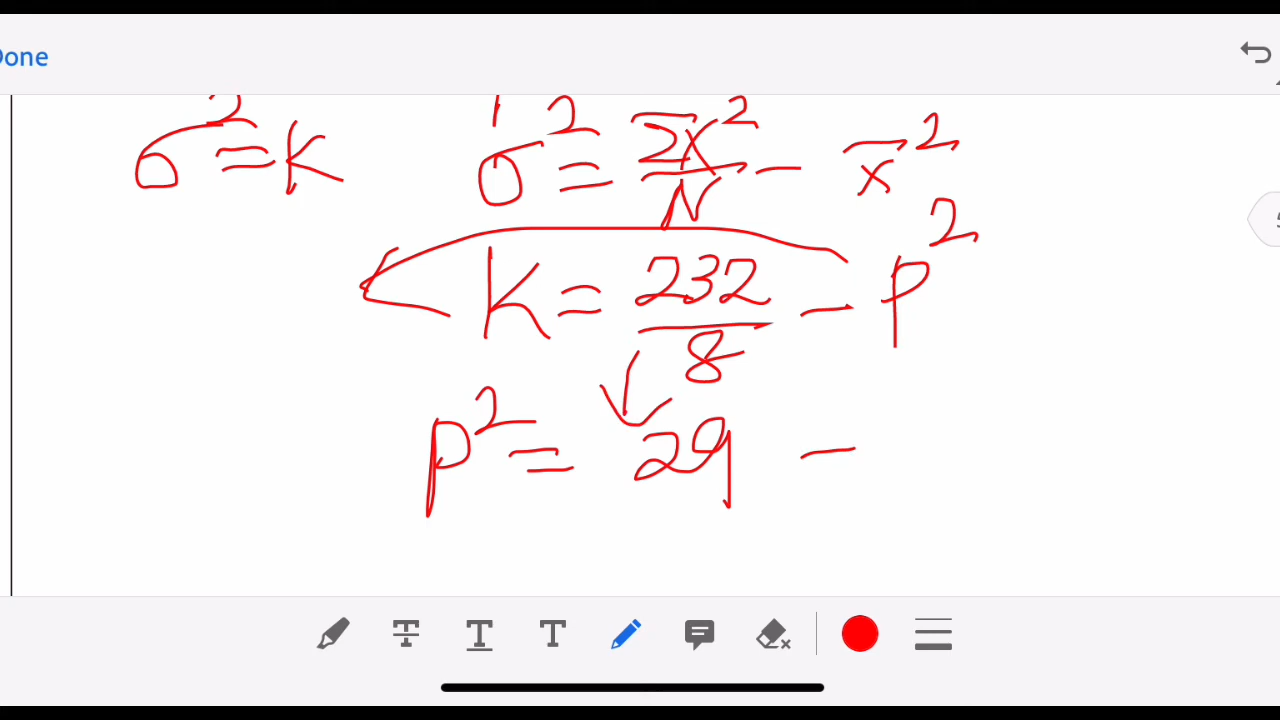 Done
σ² = K σ² = Σx²/N - x̄²
K = 232/8 - p²
p² = 29 -